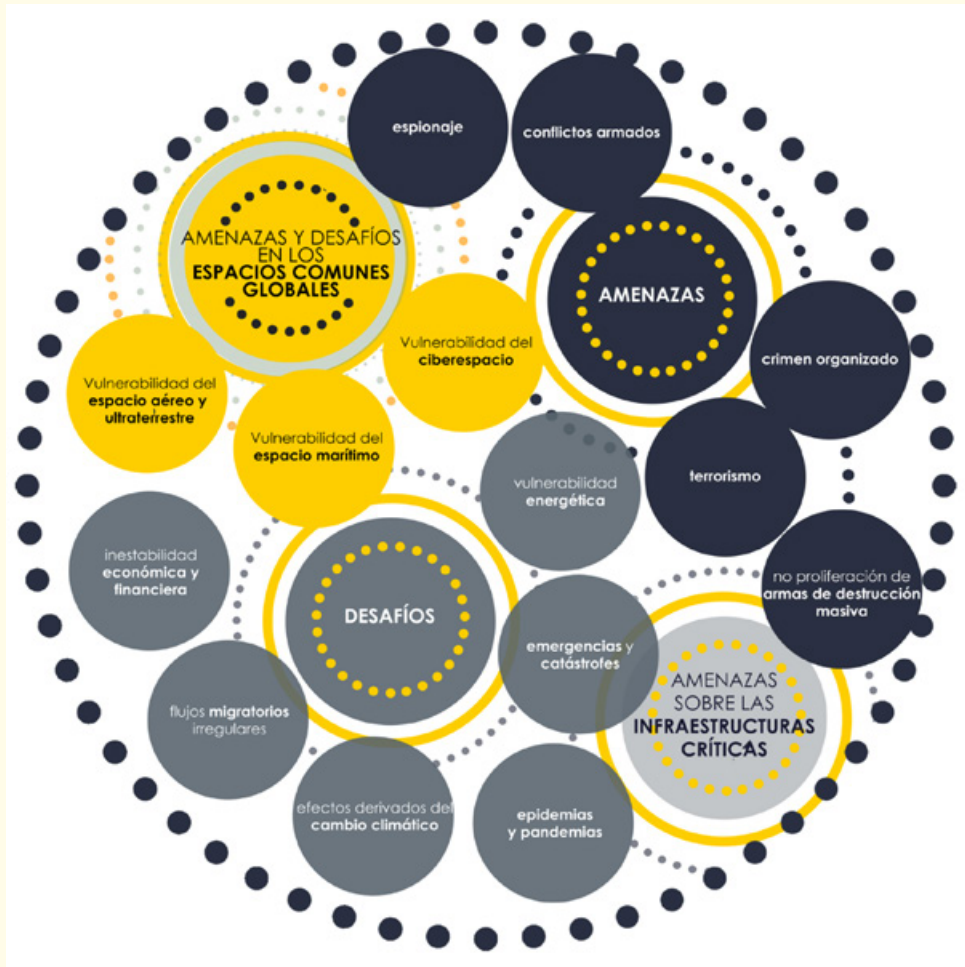 espionaje
conflictos armados
AMENAZAS Y DESAFÍOS
EN LOS
ESPACIOS COMUNES
GLOBALES
AMENAZAS
Vulnerabilidad del
ciberespacio
crimen organizado
Vulnerabilidad del
espacio aéreo y
ultraterrestre
Vulnerabilidad del
espacio marítimo
vulnerabilidad
energética
terrorismo
inestabilidad
económica y
financiera
no proliferación de
armas de destrucción
masiva
DESAFÍOS
emergencias y
catástrofes
AMENAZAS
SOBRE LAS
INFRAESTRUCTURAS
CRÍTICAS
flujos migratorios
irregulares
efectos derivados del
cambio climático
epidemias
y pandemias